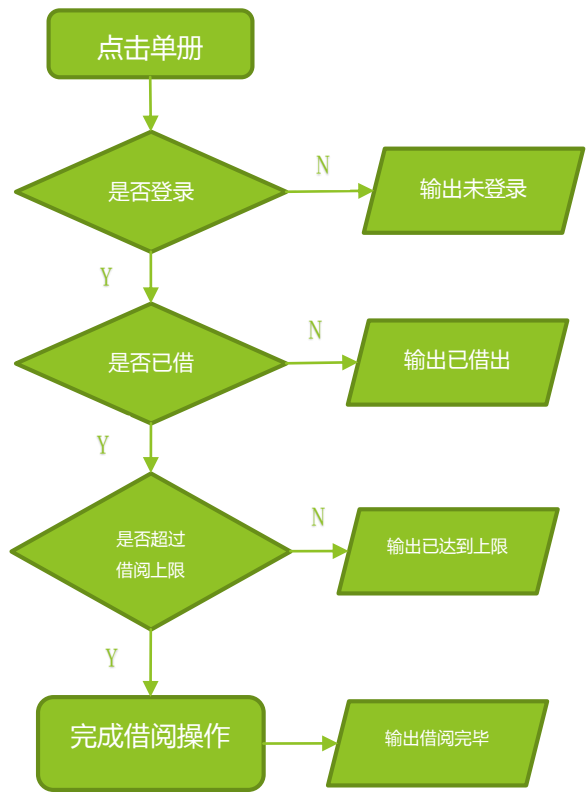 点击单册
是否登录
N
输出未登录
Y
是否已借
N
输出已借出
Y
是否超过
借阅上限
N
输出已达到上限
Y
完成借阅操作
输出借阅完毕